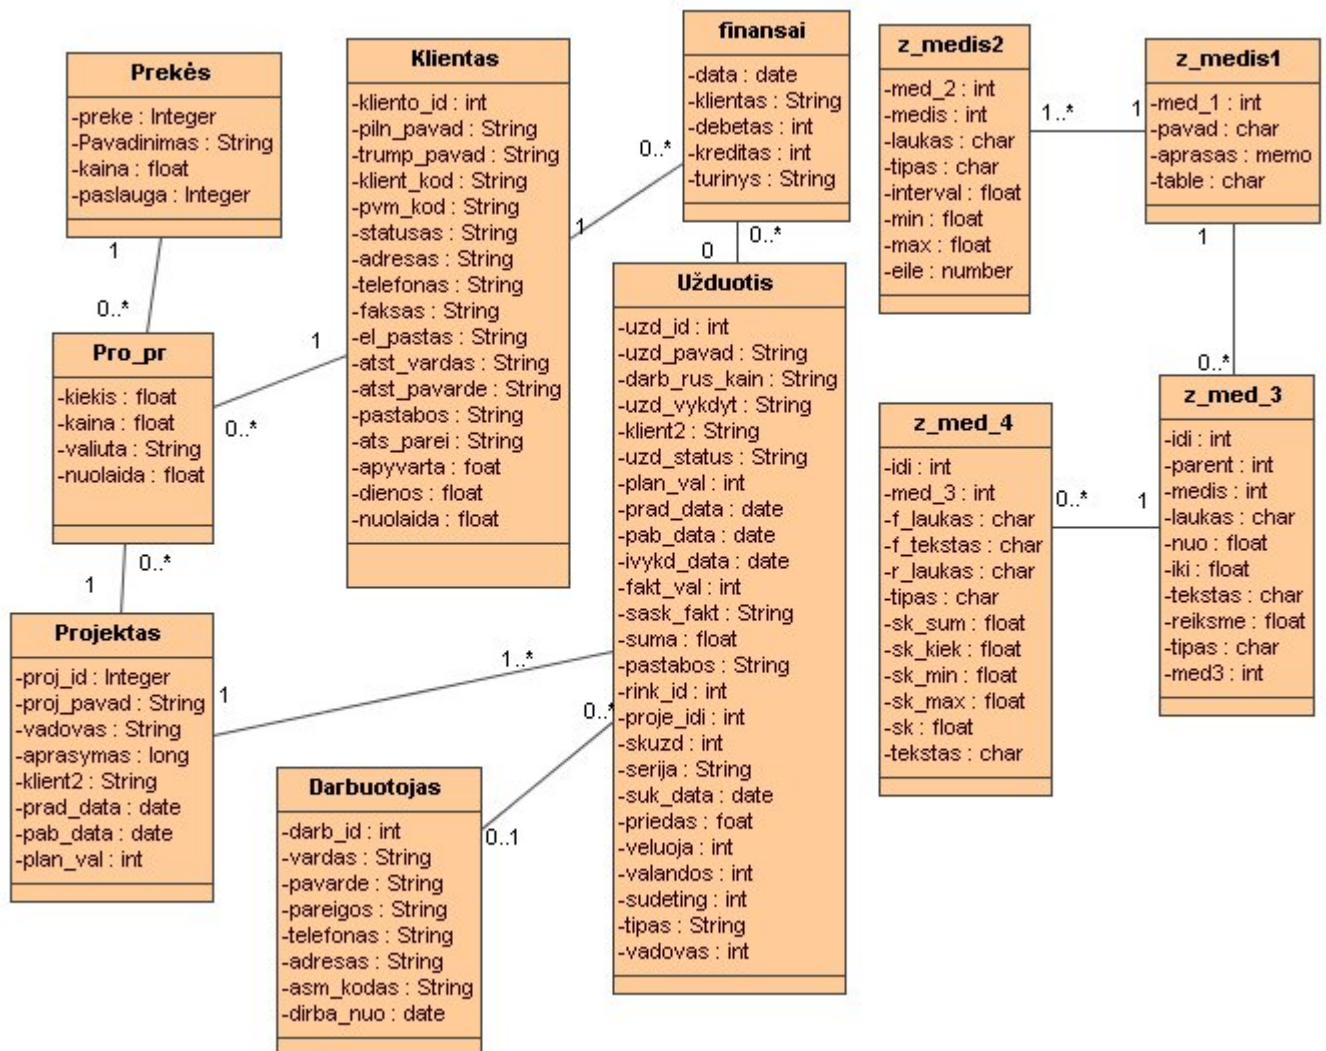 Prekės
-preke : Integer
-Pavadinimas : String
-kaina : float
-paslauga : Integer
1
0..*
Pro_pr
-kiekis : float
-kaina : float
-valiuta : String
-nuolaida : float
0..*
1
0..*
1
Projektas
-proj_id : Integer
-proj_pavad : String
-vadovas : String
-aprasymas : long
-klient2 : String
-prad_data : date
-pab_data : date
-plan_val : int
1
1..*
Klientas
-kliento_id : int
-piln_pavad : String
-trump_pavad : String
-klient_kod : String
-pvm_kod : String
-statusas : String
-adresas : String
-telefonas : String
-faksas : String
-el_pastas : String
-atst_vardas : String
-atst_pavarde : String
-pastabos : String
-ats_parei : String
-apyvarta : foat
-dienos : float
-nuolaida : float
1
0..*
Darbuotojas
-darb_id : int
-vardas : String
-pavarde : String
-pareigos : String
-telefonas : String
-adresas : String
-asm_kodas : String
-dirba_nuo : date
0..1
0..*
finansai
-data : date
-klientas : String
-debetas : int
-kreditas : int
-turinys : String
0..*
0
Užduotis
-uzd_id : int
-uzd_pavad : String
-darb_rus_kain : String
-uzd_vykdyt : String
-klient2 : String
-uzd_status : String
-plan_val : int
-prad_data : date
-pab_data : date
-ivykd_data : date
-fakt_val : int
-sask_fakt : String
-suma : float
-pastabos : String
-rink_id : int
-proje_idi : int
-skuzd : int
-serija : String
-suk_data : date
-priedas : foat
-veluoja : int
-valandos : int
-sudeting : int
-tipas : String
-vadovas : int
z_medis2
-med_2 : int
-medis : int
-laukas : char
-tipas : char
-interval : float
-min : float
-max : float
-eile : number
1..*
1
z_medis1
-med_1 : int
-pavad : char
-aprasas : memo
-table : char
1
0..*
z_med_3
-idi : int
-parent : int
-medis : int
-laukas : char
-nuo : float
-iki : float
-tekstas : char
-reiksme : float
-tipas : char
-med3 : int
1
0..*
z_med_4
-idi : int
-med_3 : int
-f_laukas : char
-f_tekstas : char
-r_laukas : char
-tipas : char
-sk_sum : float
-sk_kiek : float
-sk_min : float
-sk_max : float
-sk : float
-tekstas : char